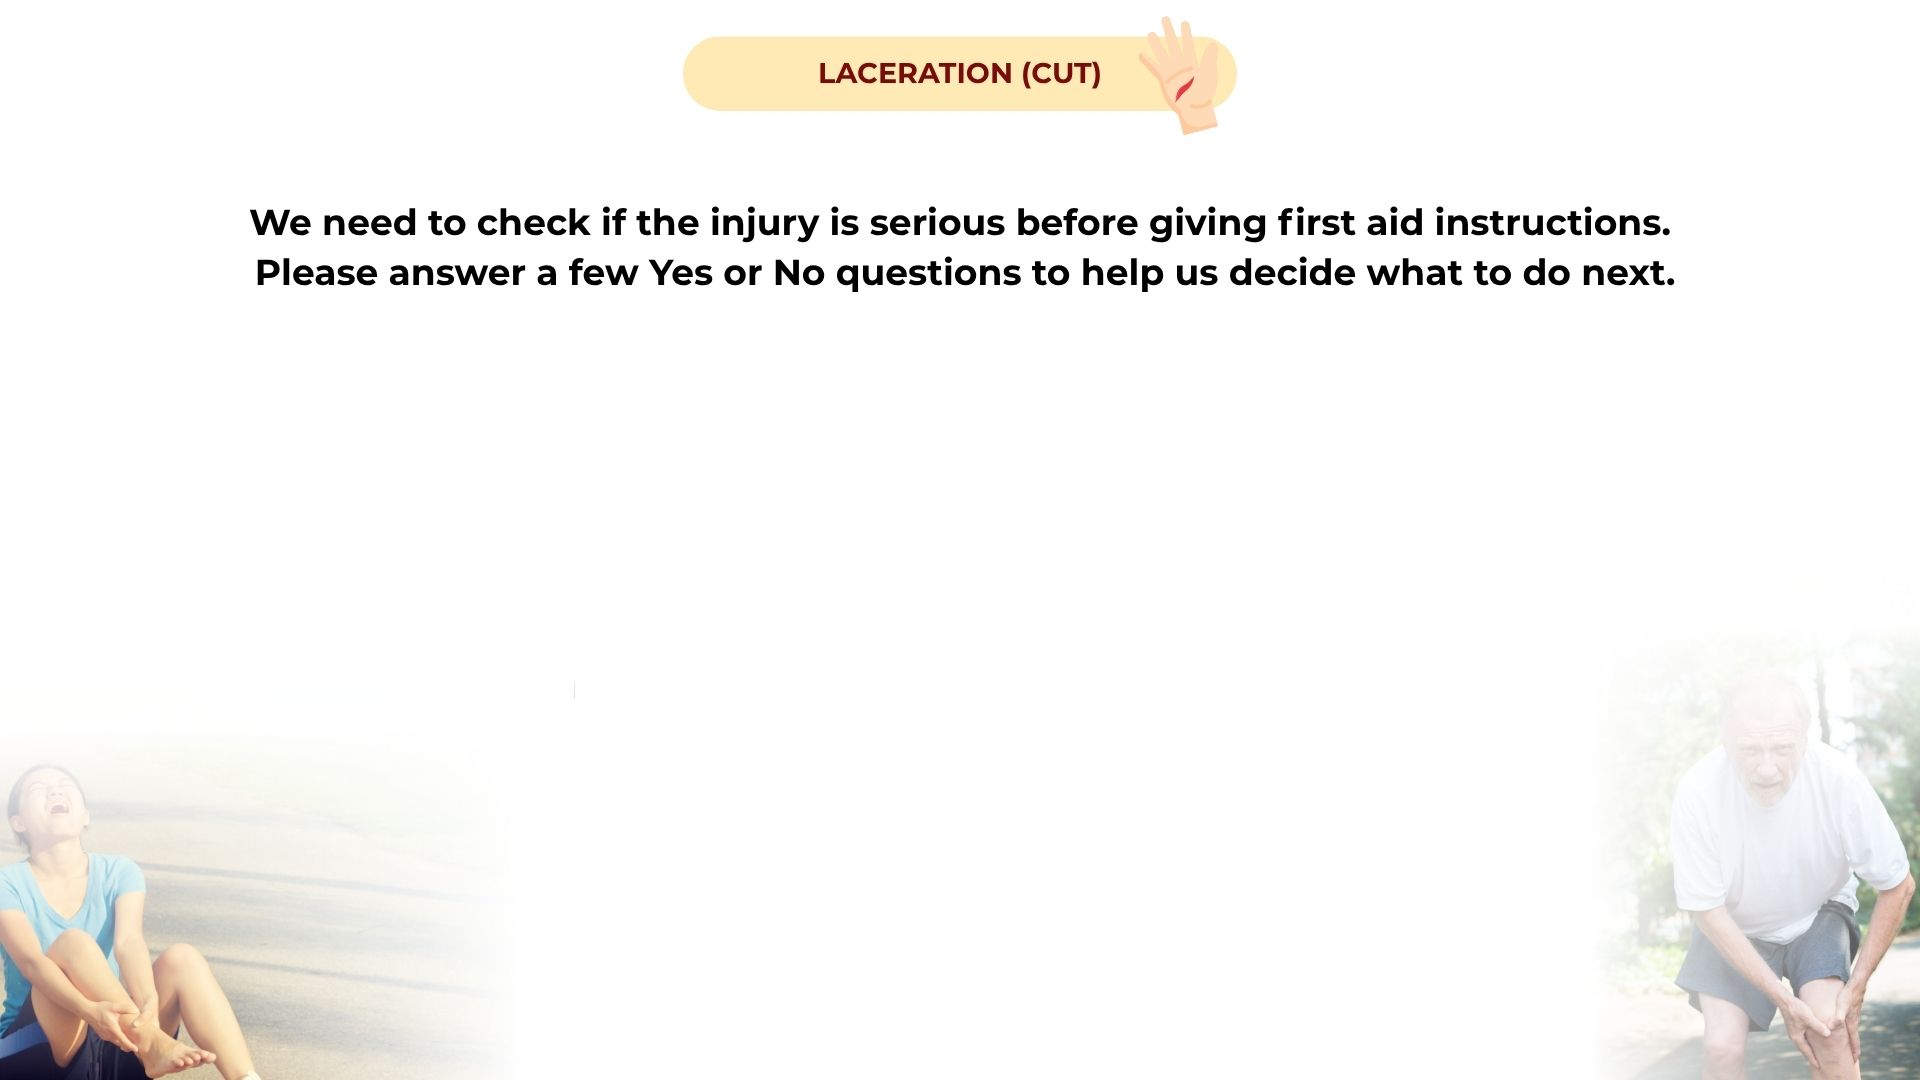 LACERATION (CUT)
We need to check if the injury is serious before giving first aid instructions.
Please answer a few Yes or No questions to help us decide what to do next.